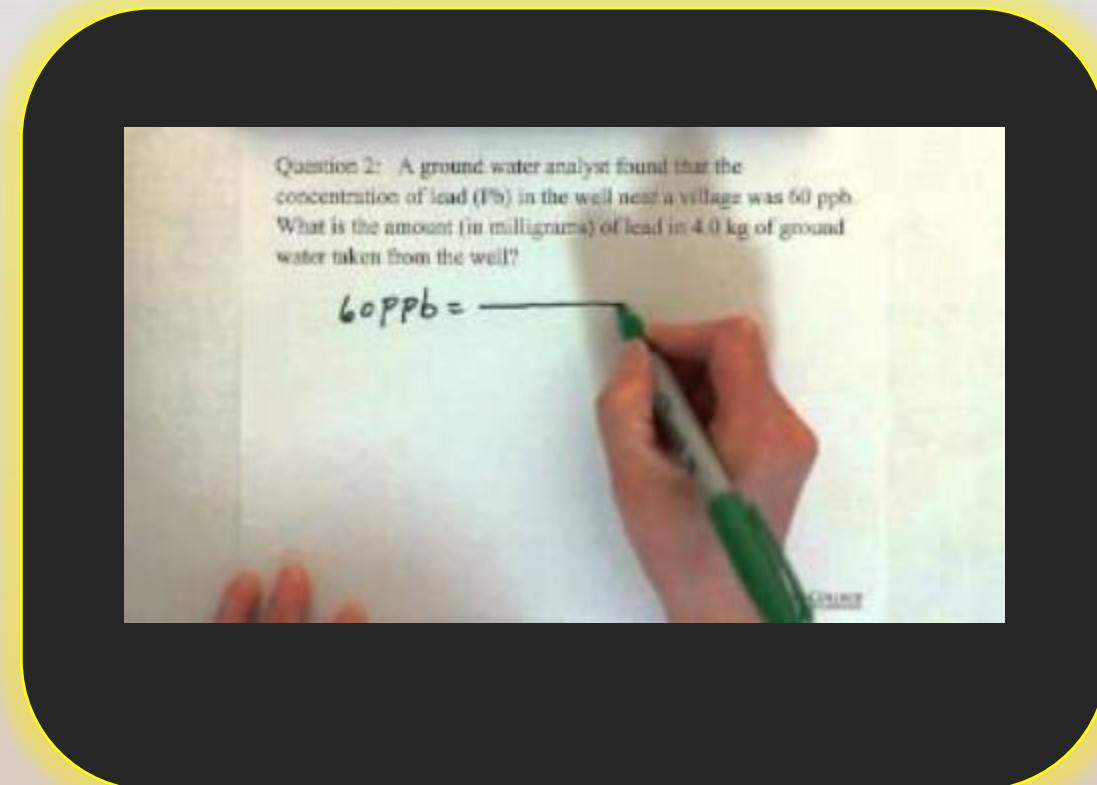 Question 2: A ground water analyst found that the
concentration of lead (Pb) in the well near a village was 60 ppb.
What is the amount (in milligrams) of lead in 4.0 kg of ground
water taken from the well?
60 ppb =